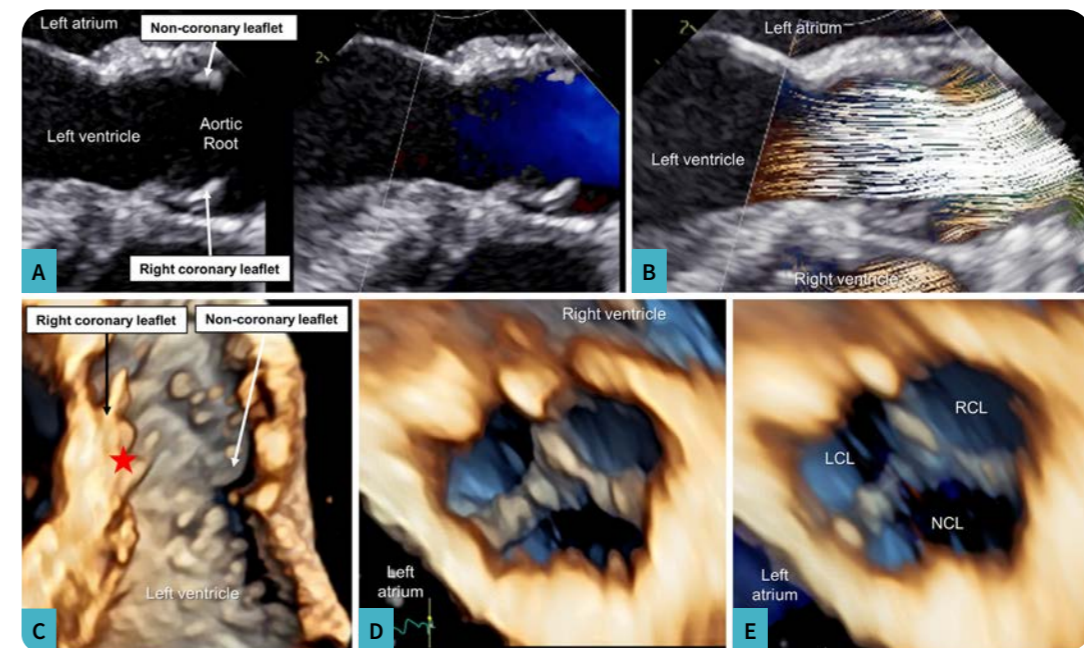 Left atrium
Non-coronary leaflet
Left ventricle
Aortic
Root
Right coronary leaflet
A
Left atrium
Left ventricle
Right ventricle
B
Right coronary leaflet
Non-coronary leaflet
Left ventricle
C
Right ventricle
Left
atrium
D
RCL
LCL
NCL
Left
atrium
E